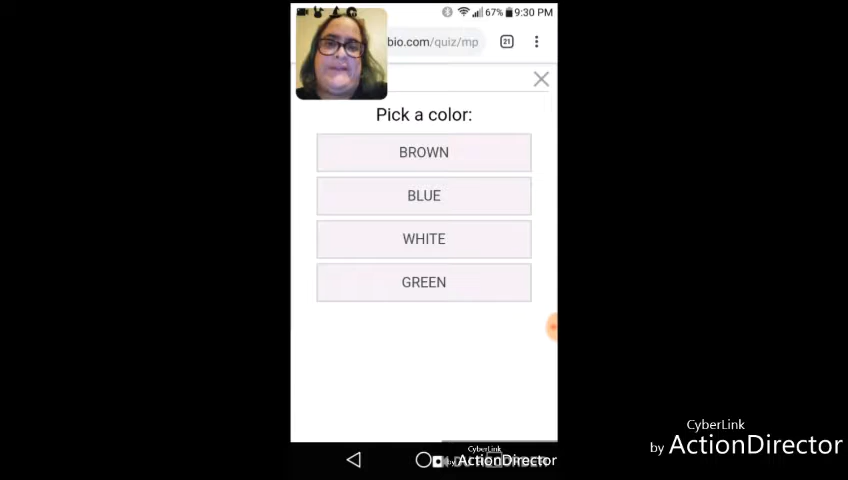 67% 9:30 PM
bio.com/quiz/mp
21
Pick a color:
BROWN
BLUE
WHITE
GREEN
CyberLink
by ActionDirector
CyberLink
by ActionDirector